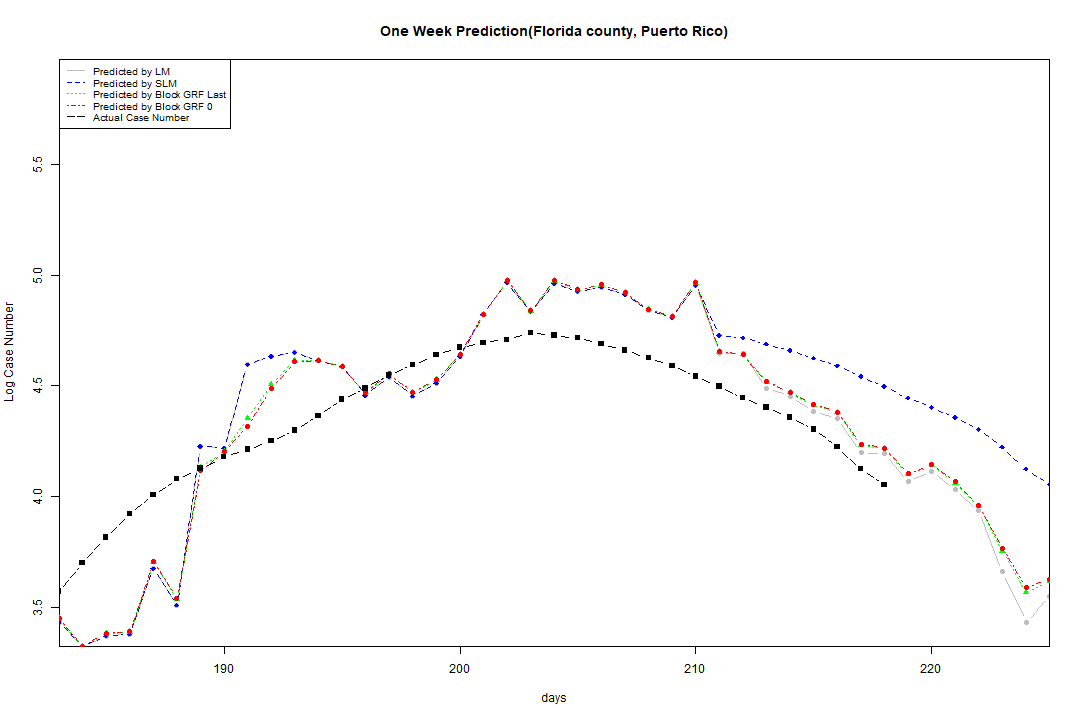 One Week Prediction(Florida county, Puerto Rico)
Predicted by LM
Predicted by SLM
Predicted by Block GRF Last
Predicted by Block GRF 0
Actual Case Number
5.5
5.0
4.5
4.0
3.5
Log Case Number
190
200
210
220
days